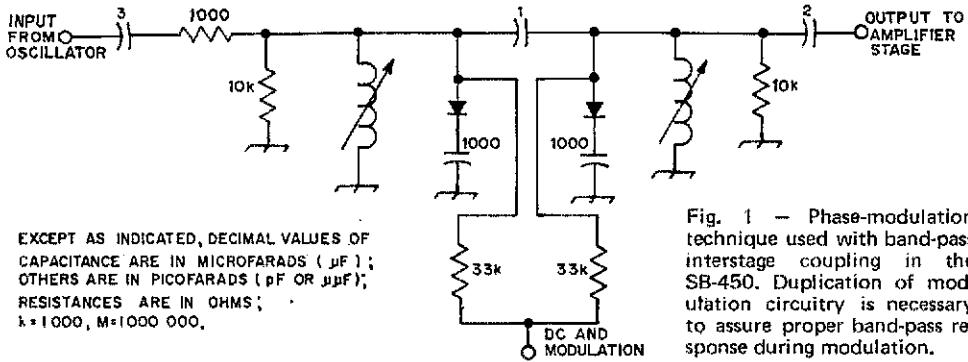 INPUT
FROM
OSCILLATOR
3
1000
1
2
OUTPUT TO
AMPLIFIER
STAGE
10k
1000
1000
10k
33k
33k
DC AND
MODULATION
EXCEPT AS INDICATED, DECIMAL VALUES OF
CAPACITANCE ARE IN MICROFARADS (µF);
OTHERS ARE IN PICOFARADS (pF OR µµF);
RESISTANCES ARE IN OHMS;
k=1000, M=1000 000.
Fig. 1 — Phase-modulation
technique used with band-pass
interstage coupling in the
SB-450. Duplication of mod-
ulation circuitry is necessary
to assure proper band-pass re-
sponse during modulation.